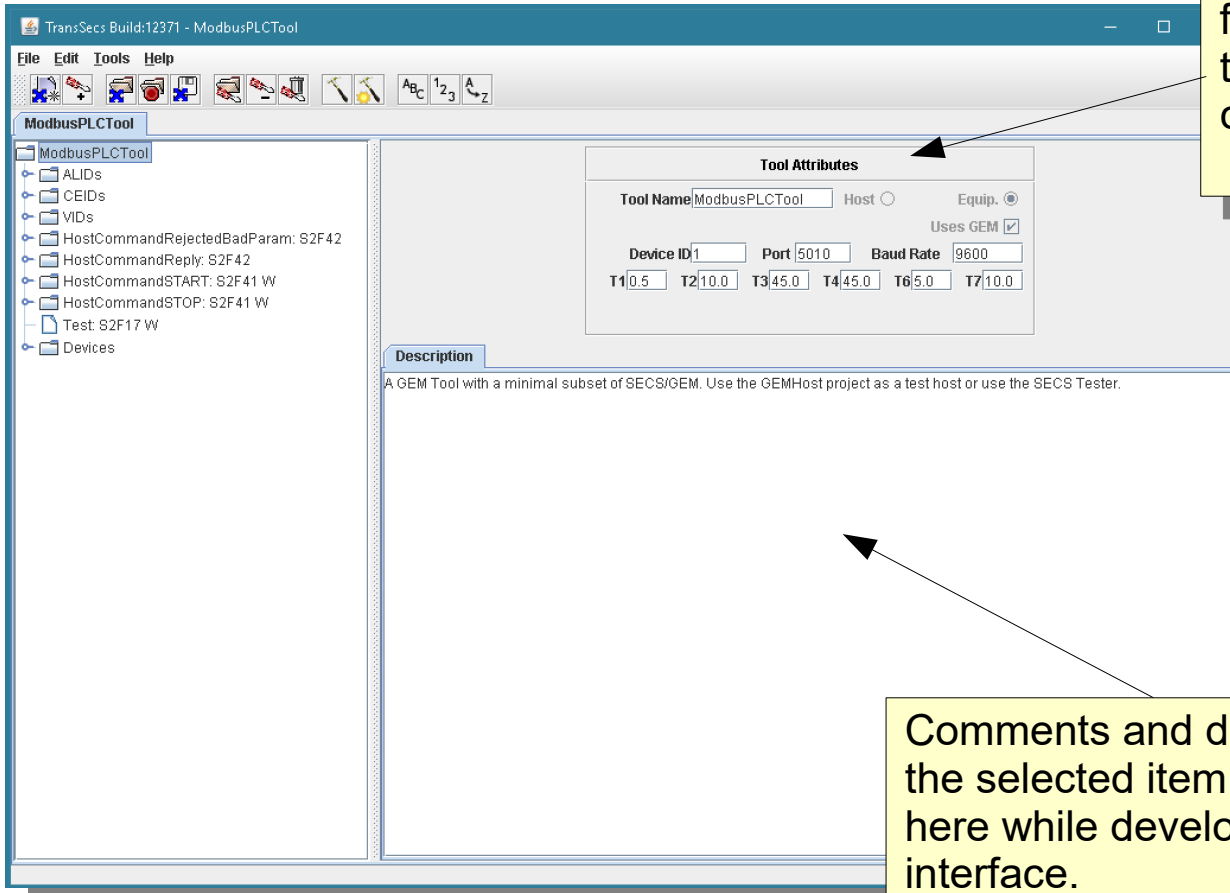 TransSecs Build:12371 - ModbusPLCTool
File Edit Tools Help
ABC 123 A Z
ModbusPLCTool
ModbusPLCTool
ALIDs
CEIDs
VIDs
HostCommandRejectedBadParam: S2F42
HostCommandReply: S2F42
HostCommandSTART: S2F41 W
HostCommandSTOP: S2F41 W
Test: S2F17 W
Devices
Tool Attributes
Tool Name ModbusPLCTool Host Equip.
Uses GEM
Device ID 1 Port 5010 Baud Rate 9600
T1 0.5 T2 10.0 T3 45.0 T4 45.0 T6 5.0 T7 10.0
Description
A GEM Tool with a minimal subset of SECS/GEM. Use the GEMHost project as a test host or use the SECS Tester.
Comments and d
the selected item
here while develo
interface.